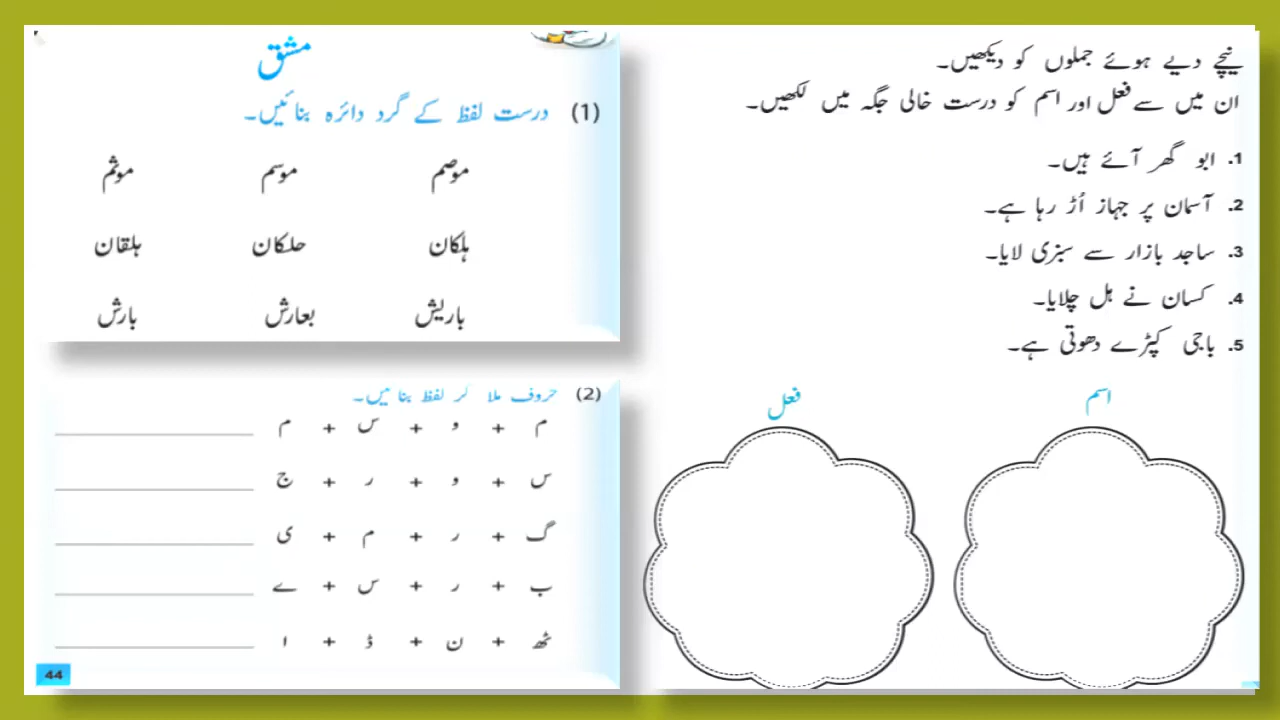 مشق
(1) درست لفظ کے گرد دائرہ بنائیں۔
موصم موسم موثم
ہلکان حلکان ہلقان
باریش بعارش بارش
(2) حروف ملا کر لفظ بنائیں۔
م + و + س + م
س + و + ر + ج
گ + ر + م + ی
ب + ر + س + ے
ٹھ + ن + ڈ + ا
44
نیچے دیے ہوئے جملوں کو دیکھیں۔
ان میں سے فعل اور اسم کو درست خالی جگہ میں لکھیں۔
1. ابو گھر آئے ہیں۔
2. آسمان پر جہاز اُڑ رہا ہے۔
3. ساجد بازار سے سبزی لایا۔
4. کسان نے ہل چلایا۔
5. باجی کپڑے دھوتی ہے۔
اسم فعل